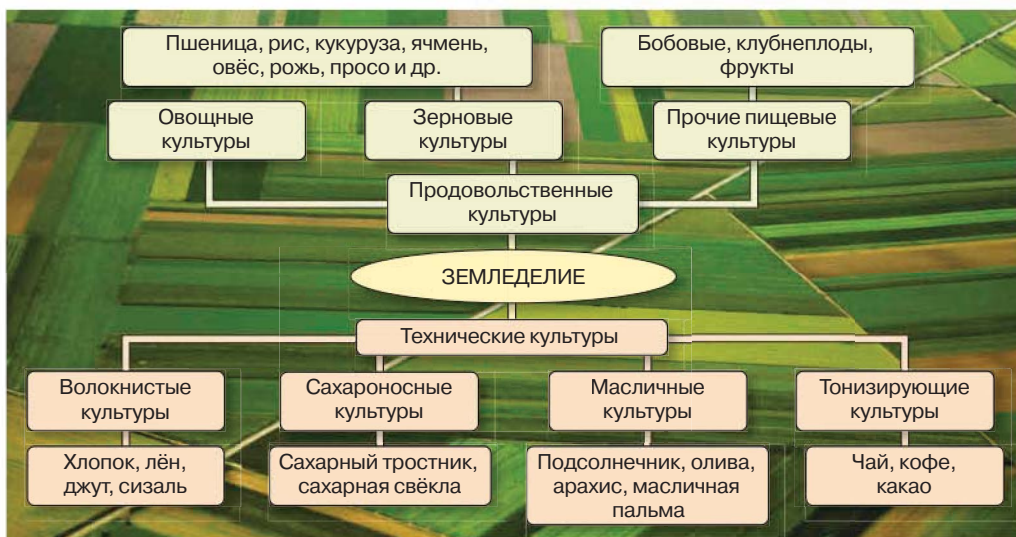 Пшеница, рис, кукуруза, ячмень,
овёс, рожь, просо и др.
Бобовые, клубнеплоды,
фрукты
Овощные
культуры
Зерновые
культуры
Прочие пищевые
культуры
Продовольственные
культуры
ЗЕМЛЕДЕЛИЕ
Технические культуры
Волокнистые
культуры
Сахароносные
культуры
Масличные
культуры
Тонизирующие
культуры
Хлопок, лён,
джут, сизаль
Сахарный тростник,
сахарная свёкла
Подсолнечник, олива,
арахис, масличная
пальма
Чай, кофе,
какао